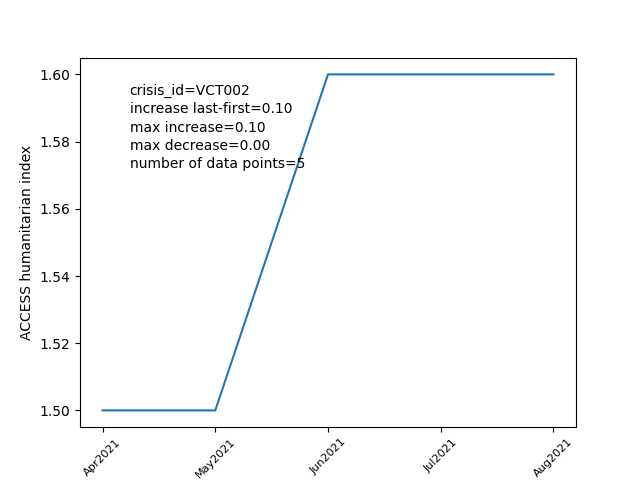 1.60
1.58
1.56
1.54
1.52
1.50
ACCESS humanitarian index
crisis_id=VCT002
increase last-first=0.10
max increase=0.10
max decrease=0.00
number of data points=5
Apr2021
May2021
Jun2021
Jul2021
Aug2021